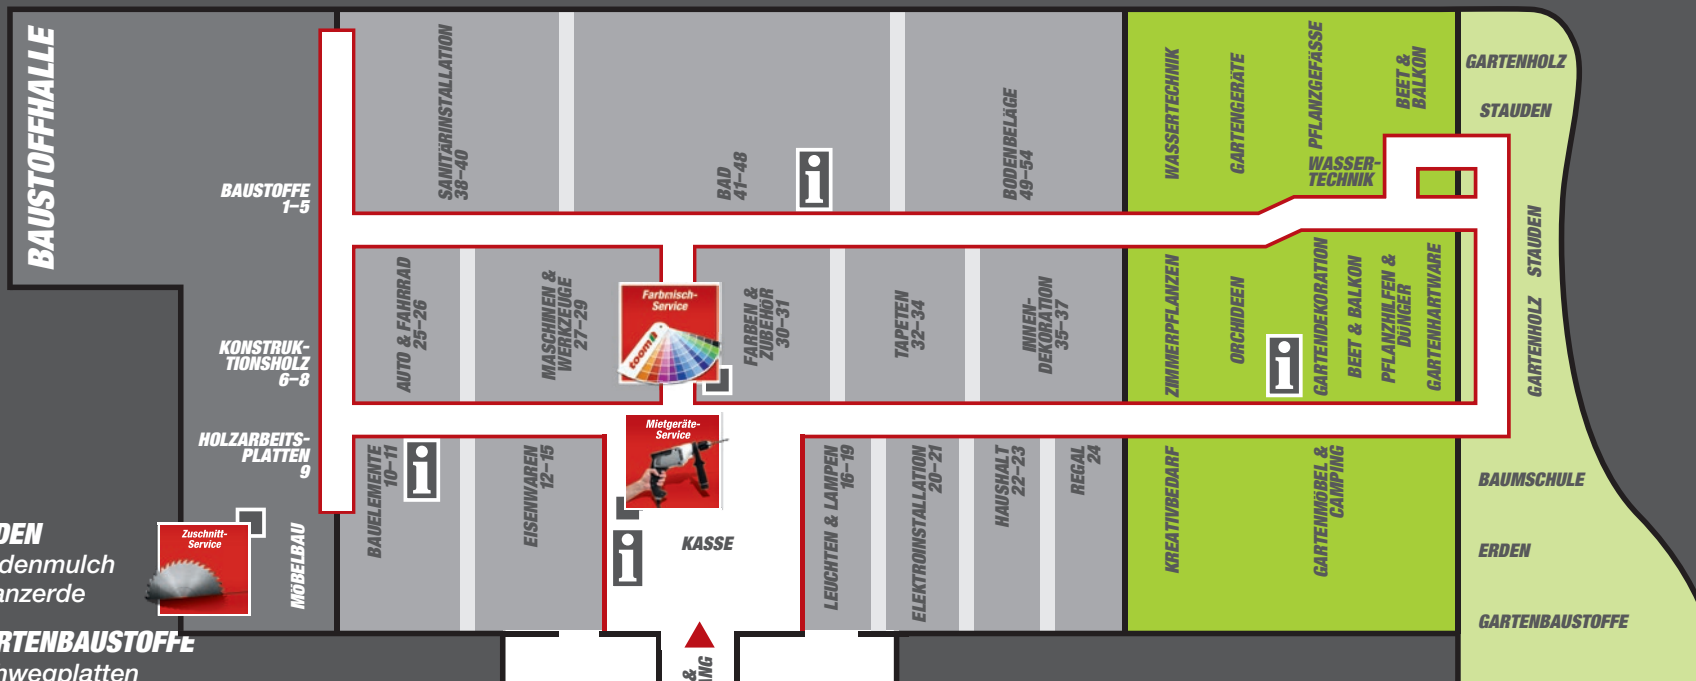 BAUSTOFFHALLE
BAUSTOFFE
1–5
KONSTRUK-
TIONSHOLZ
6–8
HOLZARBEITS-
PLATTEN
9
MÖBELBAU
Zuschnitt-
Service
SANITÄRINSTALLATION
38–40
BAD
41–48
BODENBELÄGE
49–54
WASSERTECHNIK
GARTENGERÄTE
PFLANZGEFÄSSE
BEET &
BALKON
WASSER-
TECHNIK
GARTENHOLZ
STAUDEN
AUTO & FAHRRAD
25–26
MASCHINEN &
WERKZEUGE
27–29
Farbmisch-
Service
toom
FARBEN &
ZUBEHÖR
30–31
TAPETEN
32–34
INNEN-
DEKORATION
35–37
ZIMMERPFLANZEN
ORCHIDEEN
GARTENDEKORATION
BEET & BALKON
PFLANZHILFEN &
DÜNGER
GARTENHARTWARE
GARTENHOLZ
STAUDEN
BAUELEMENTE
10–11
EISENWAREN
12–15
Mietgeräte-
Service
KASSE
LEUCHTEN & LAMPEN
16–19
ELEKTROINSTALLATION
20–21
HAUSHALT
22–23
REGAL
24
KREATIVBEDARF
GARTENMÖBEL &
CAMPING
BAUMSCHULE
ERDEN
GARTENBAUSTOFFE
i
i
i
i
DEN
denmulch
anzerde
RTENBAUSTOFFE
nwegplatten
&
ANG